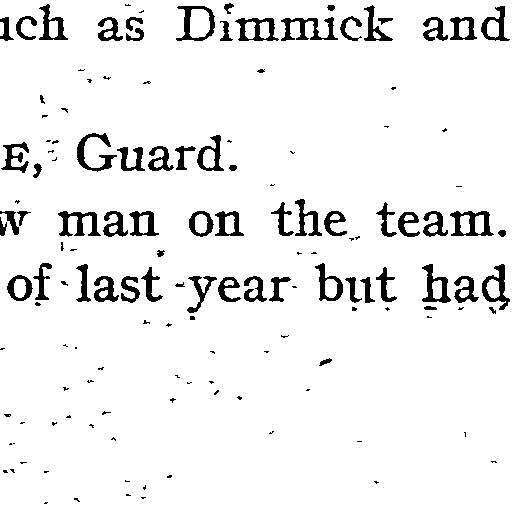 uch as Dimmick and
E, Guard.
w man on the team.
of last year but had